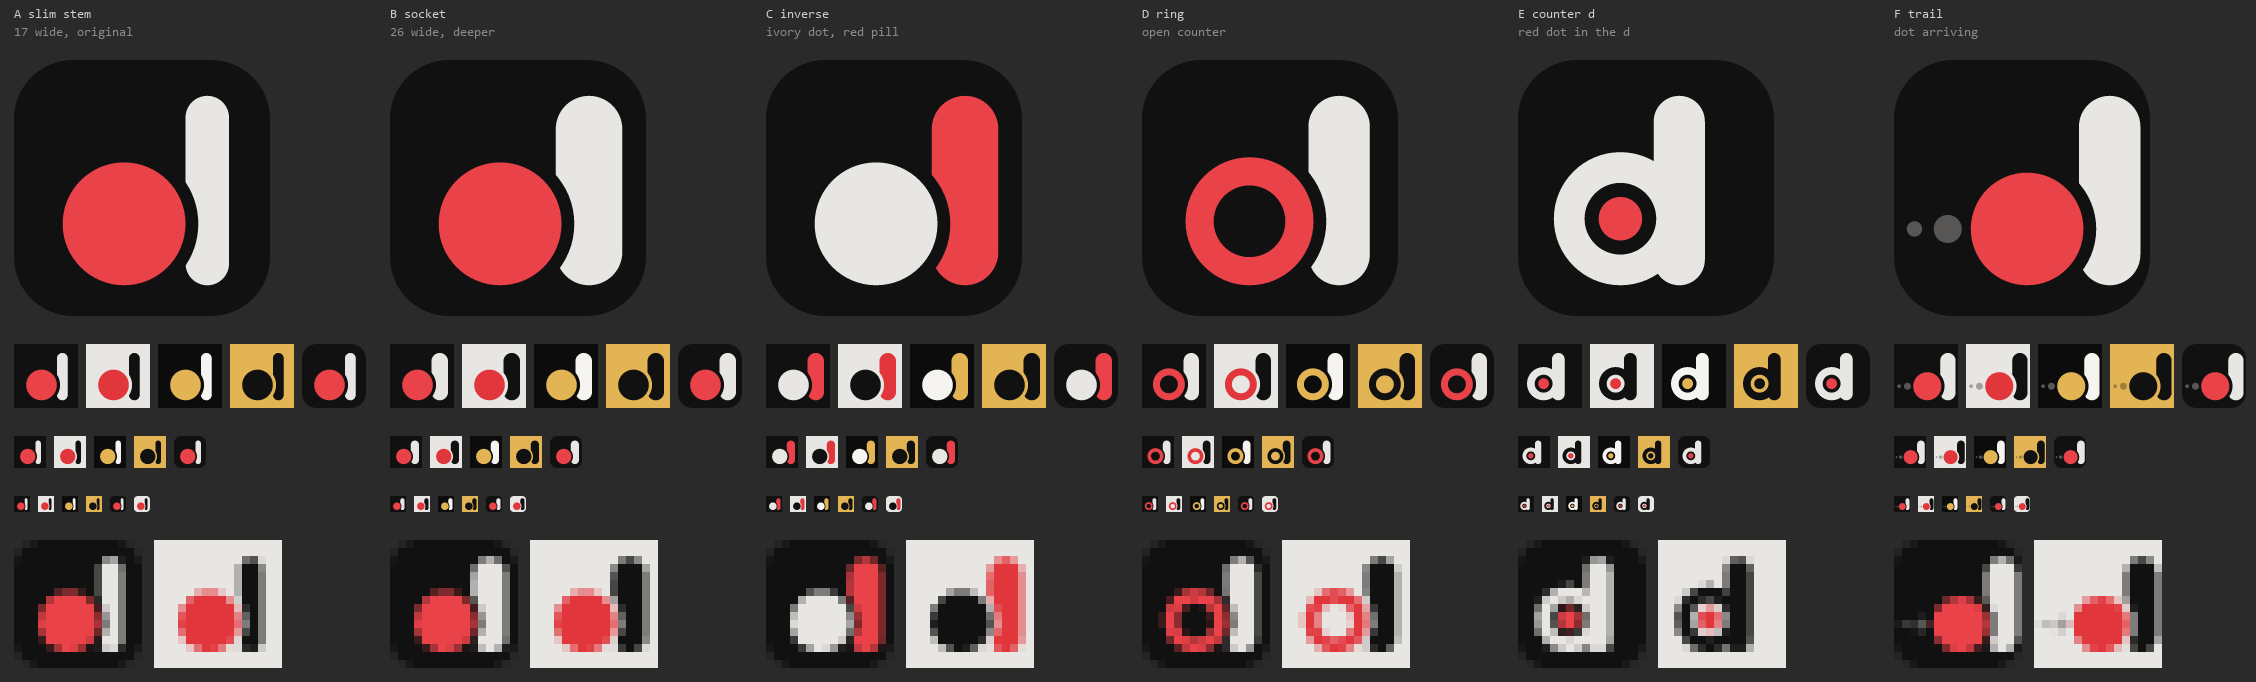 A slim stem
17 wide, original
B socket
26 wide, deeper
C inverse
ivory dot, red pill
D ring
open counter
E counter d
red dot in the d
F trail
dot arriving